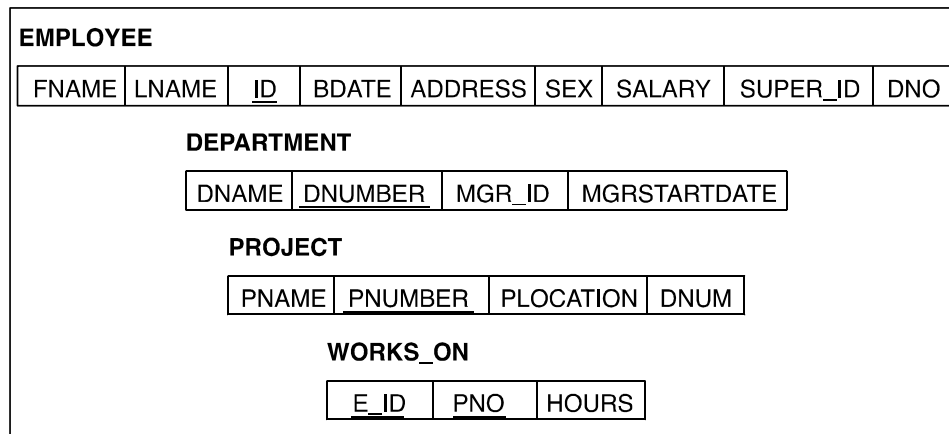 EMPLOYEE
FNAME LNAME ID BDATE ADDRESS SEX SALARY SUPER_ID DNO
DEPARTMENT
DNAME DNUMBER MGR_ID MGRSTARTDATE
PROJECT
PNAME PNUMBER PLOCATION DNUM
WORKS_ON
E_ID PNO HOURS